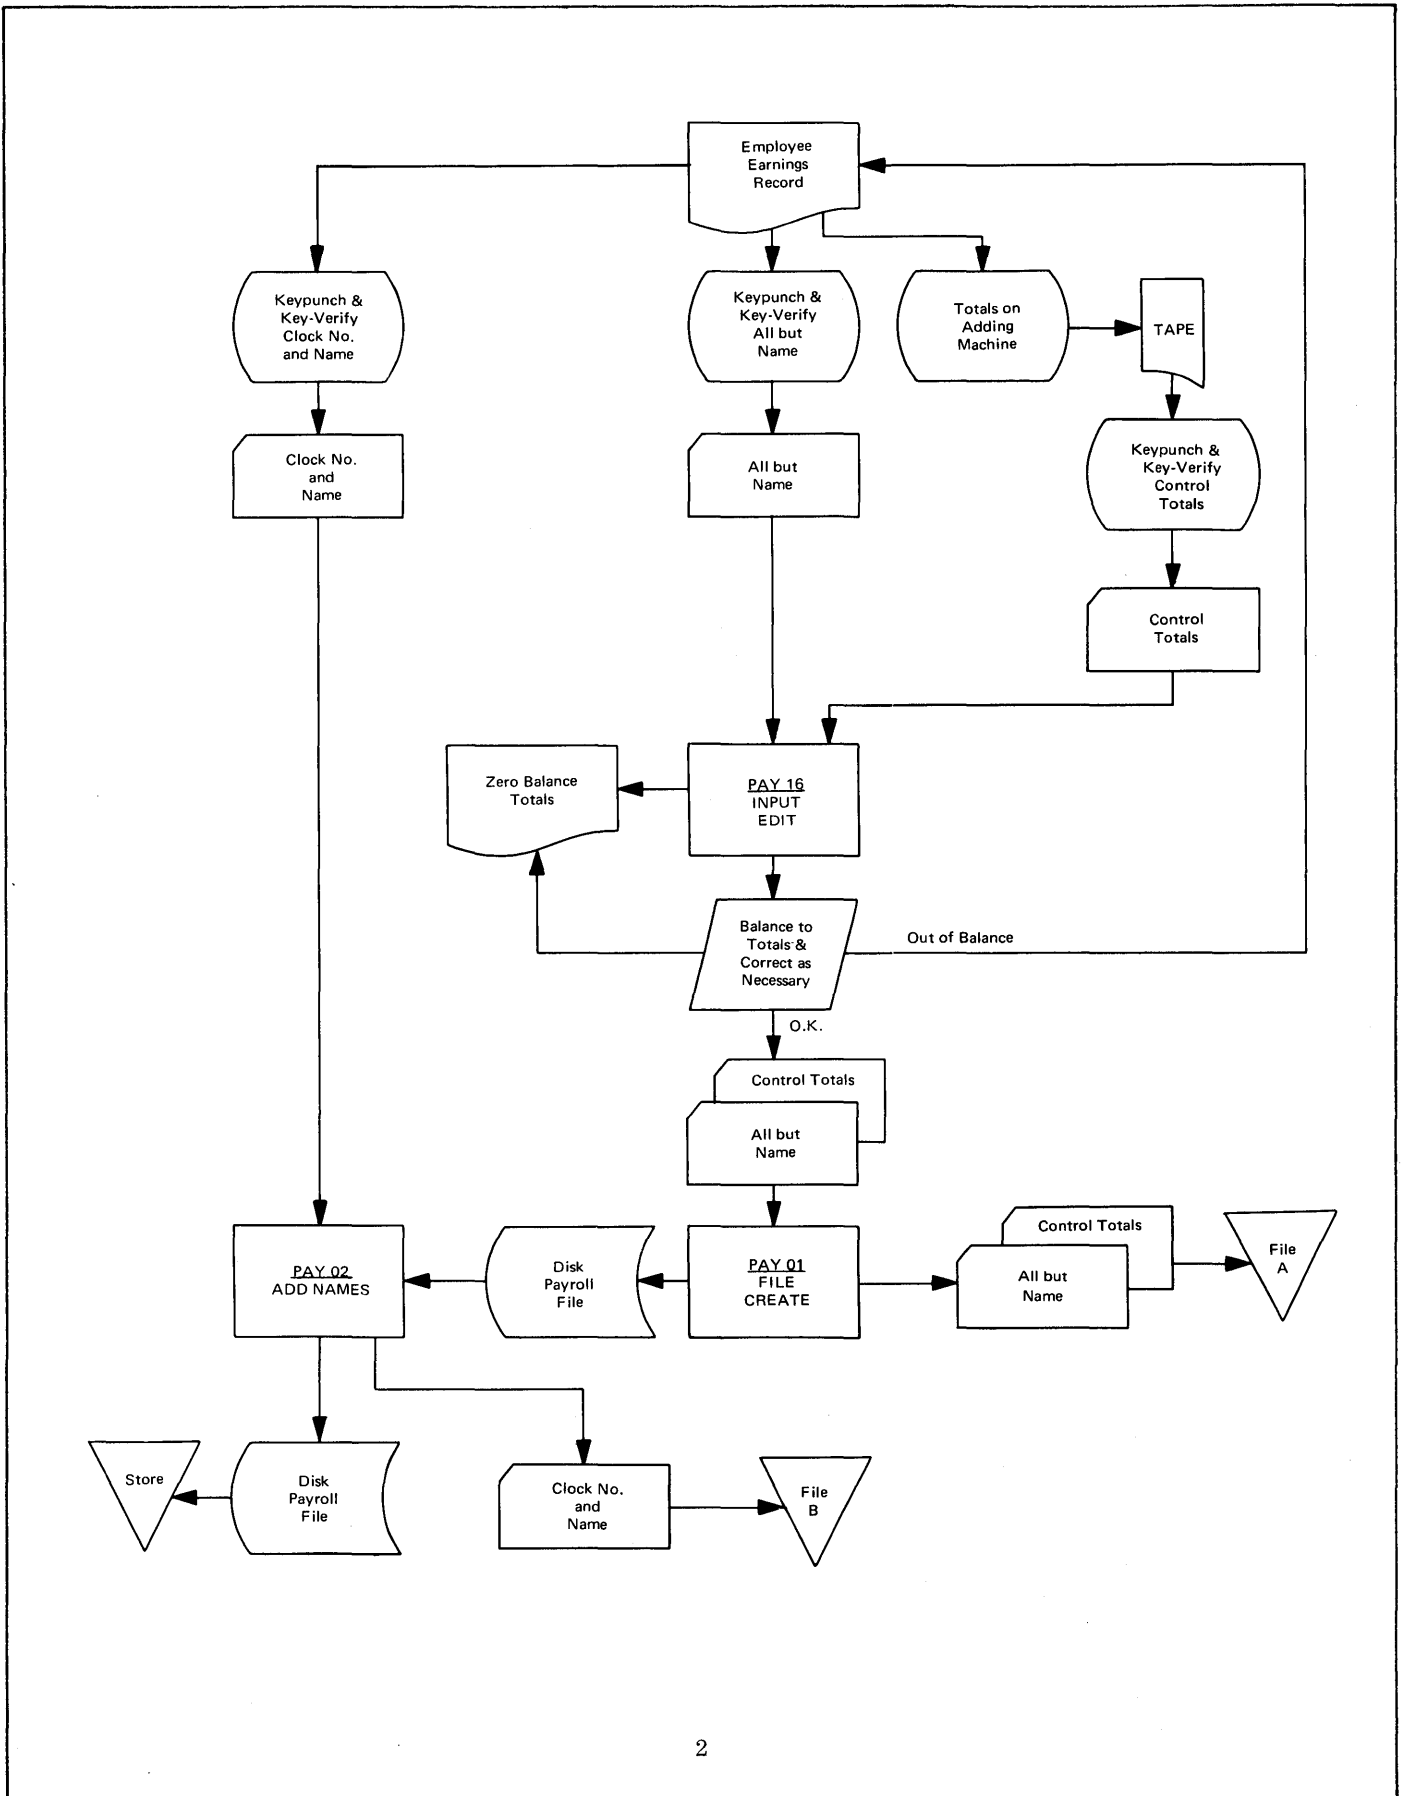 Employee
Earnings
Record
Keypunch &
Key-Verify
Clock No.
and Name
Keypunch &
Key-Verify
All but
Name
Totals on
Adding
Machine
TAPE
Clock No.
and
Name
All but
Name
Keypunch &
Key-Verify
Control
Totals
Control
Totals
Zero Balance
Totals
PAY 16
INPUT
EDIT
Balance to
Totals &
Correct as
Necessary
Out of Balance
O.K.
Control Totals
All but
Name
PAY 02
ADD NAMES
Disk
Payroll
File
PAY 01
FILE
CREATE
Control Totals
All but
Name
File
A
Store
Disk
Payroll
File
Clock No.
and
Name
File
B
2